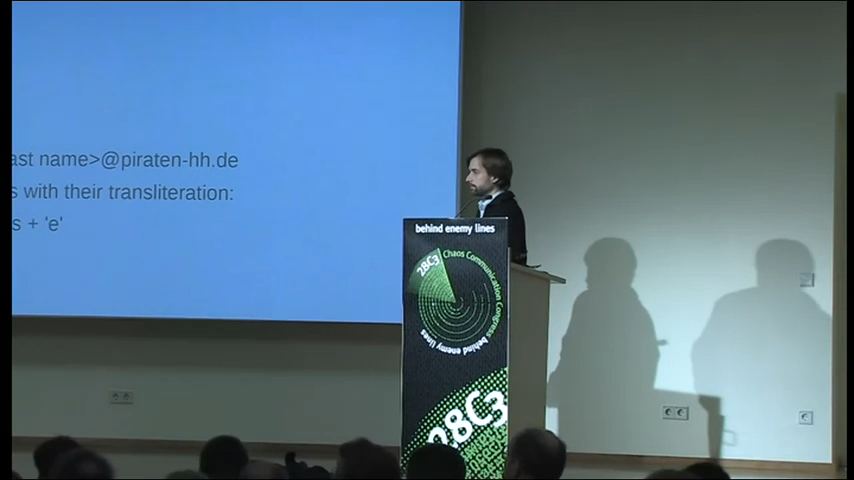 ast name>@piraten-hh.de
s with their transliteration:
s + 'e'
behind enemy lines
28C3 Chaos Communication Congress behind enemy lines
28C3